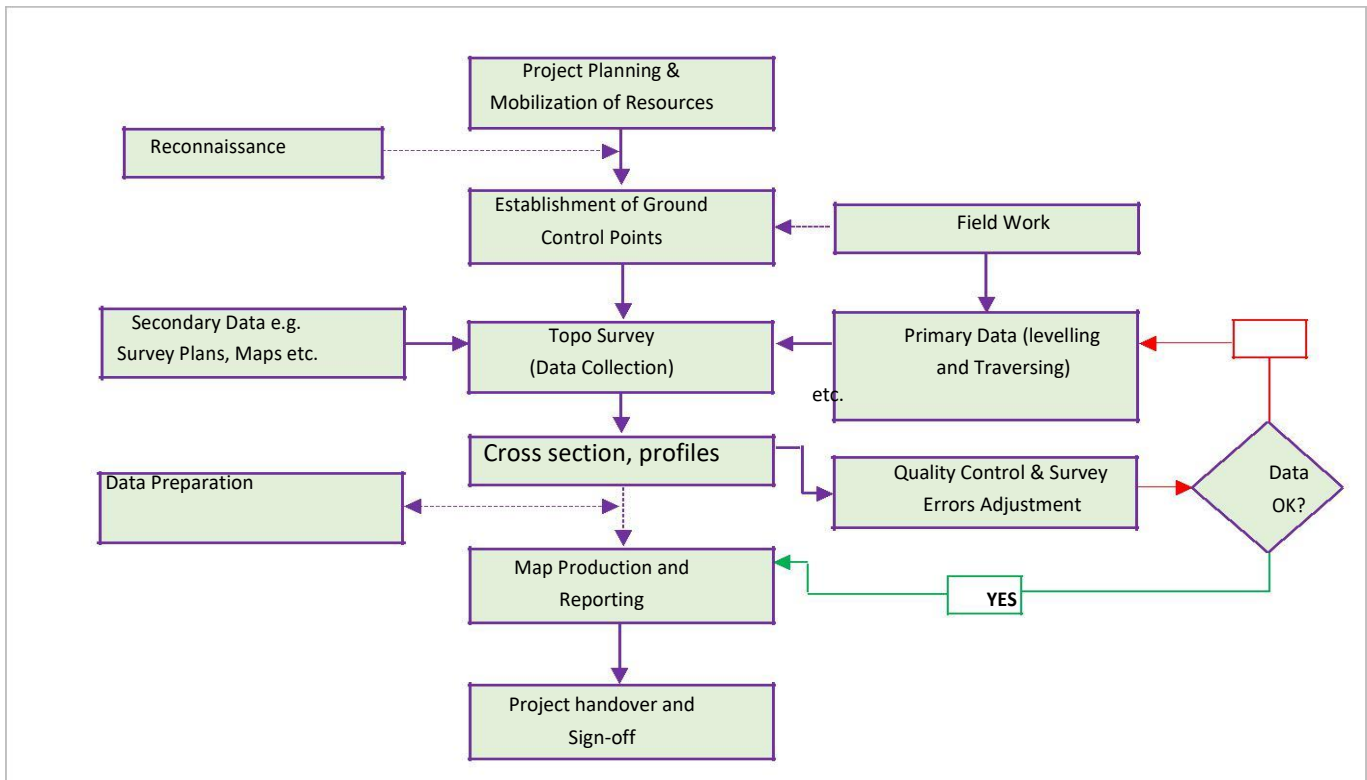 Project Planning &
Mobilization of Resources
Reconnaissance
Establishment of Ground
Control Points
Field Work
Secondary Data e.g.
Survey Plans, Maps etc.
Topo Survey
(Data Collection)
Primary Data (levelling
and Traversing)
etc.
Cross section, profiles
Data Preparation
Quality Control & Survey
Errors Adjustment
Data
OK?
Map Production and
Reporting
YES
Project handover and
Sign-off